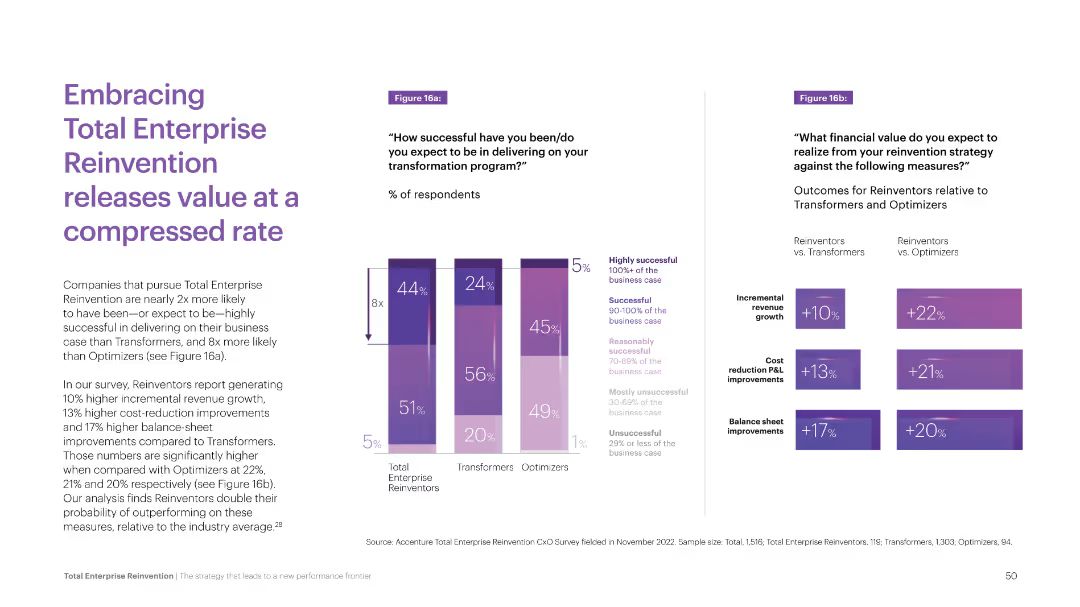 Embracing
Total Enterprise
Reinvention
releases value at a
compressed rate
Companies that pursue Total Enterprise
Reinvention are nearly 2x more likely
to have been—or expect to be—highly
successful in delivering on their business
case than Transformers, and 8x more likely
than Optimizers (see Figure 16a).
In our survey, Reinventors report generating
10% higher incremental revenue growth,
13% higher cost-reduction improvements
and 17% higher balance-sheet
improvements compared to Transformers.
Those numbers are significantly higher
when compared with Optimizers at 22%,
21% and 20% respectively (see Figure 16b).
Our analysis finds Reinventors double their
probability of outperforming on these
measures, relative to the industry average.28
Figure 16a:
“How successful have you been/do
you expect to be in delivering on your
transformation program?”
% of respondents
8x
44%
51%
5%
24%
56%
20%
5%
45%
49%
1%
Total
Enterprise
Reinventors
Transformers
Optimizers
Highly successful
100%+ of the
business case
Successful
90-100% of the
business case
Reasonably
successful
70-89% of the
business case
Mostly unsuccessful
30-69% of the
business case
Unsuccessful
29% or less of the
business case
Figure 16b:
“What financial value do you expect to
realize from your reinvention strategy
against the following measures?”
Outcomes for Reinventors relative to
Transformers and Optimizers
Reinventors
vs. Transformers
Reinventors
vs. Optimizers
Incremental
revenue
growth
+10%
+22%
Cost
reduction P&L
improvements
+13%
+21%
Balance sheet
improvements
+17%
+20%
Source: Accenture Total Enterprise Reinvention CxO Survey fielded in November 2022. Sample size: Total, 1,516; Total Enterprise Reinventors, 119; Transformers, 1,303; Optimizers, 94.
Total Enterprise Reinvention | The strategy that leads to a new performance frontier
50